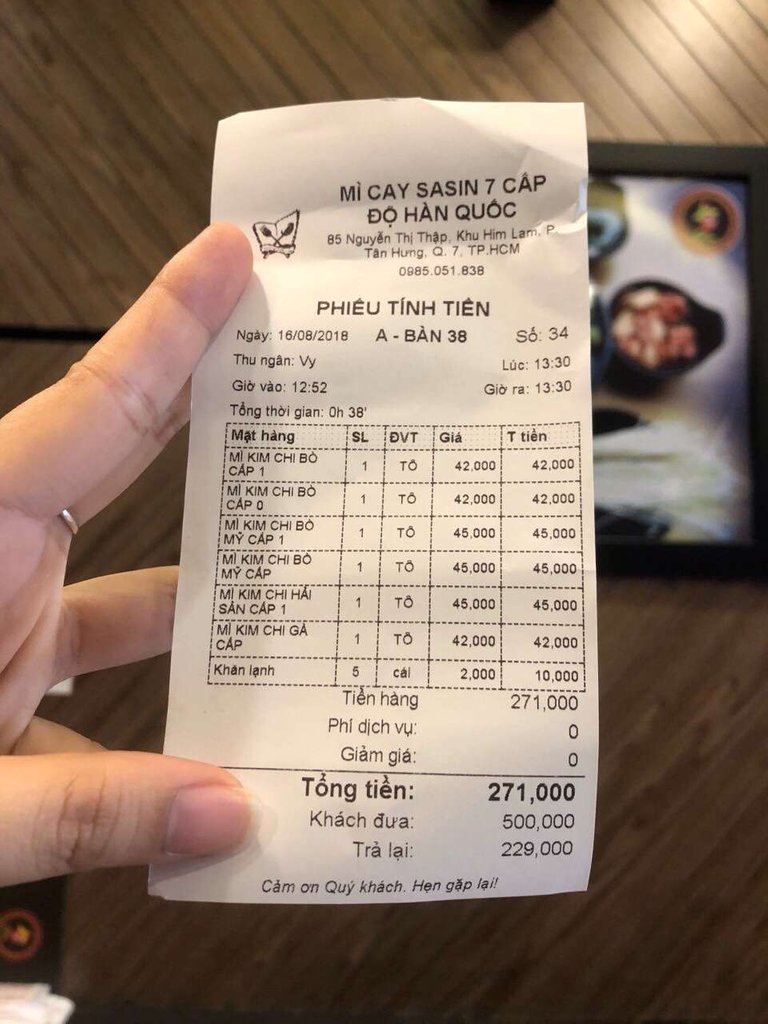 MÌ CAY SASIN 7 CẤP
ĐỘ HÀN QUỐC
85 Nguyễn Thị Thập, Khu Him Lam, P.
Tân Hưng, Q. 7, TP.HCM
0985.051.838
PHIẾU TÍNH TIỀN
Ngày: 16/08/2018 A - BÀN 38 Số: 34
Thu ngân: Vy Lúc: 13:30
Giờ vào: 12:52 Giờ ra: 13:30
Tổng thời gian: 0h 38'
Mặt hàng SL ĐVT Giá T tiền
MÌ KIM CHI BÒ
CẤP 1 1 TÔ 42,000 42,000
MÌ KIM CHI BÒ
CẤP 0 1 TÔ 42,000 42,000
MÌ KIM CHI BÒ
MỸ CẤP 1 1 TÔ 45,000 45,000
MÌ KIM CHI BÒ
MỸ CẤP 1 TÔ 45,000 45,000
MÌ KIM CHI HẢI
SẢN CẤP 1 1 TÔ 45,000 45,000
MÌ KIM CHI GÀ
CẤP 1 TÔ 42,000 42,000
Khăn lạnh 5 cái 2,000 10,000
Tiền hàng 271,000
Phí dịch vụ: 0
Giảm giá: 0
Tổng tiền: 271,000
Khách đưa: 500,000
Trả lại: 229,000
Cảm ơn Quý khách. Hẹn gặp lại!